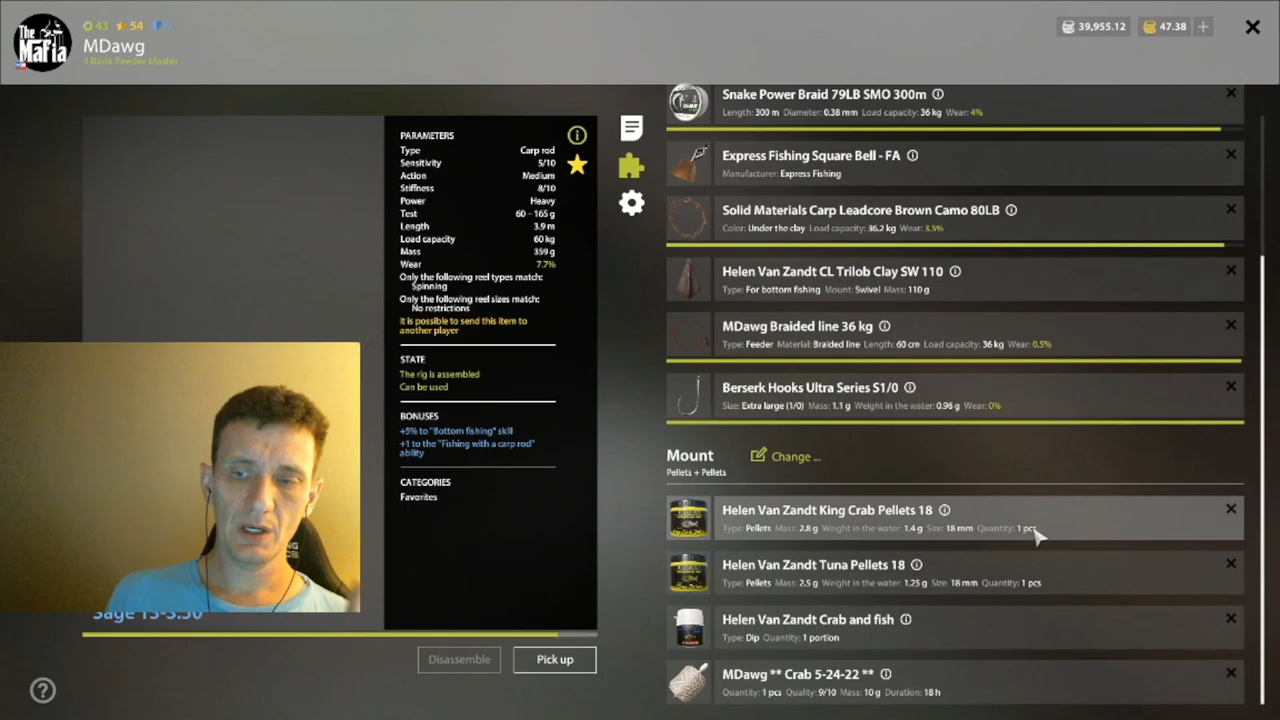 The
Mafia
43 54
MDawg
4 Rank Feeder Master
39,955.12 47.38 +
PARAMETERS
Type Carp rod
Sensitivity 5/10
Action Medium
Stiffness 8/10
Power Heavy
Test 60 – 165 g
Length 3.9 m
Load capacity 60 kg
Mass 359 g
Wear 7.7%
Only the following reel types match:
Spinning
Only the following reel sizes match:
No restrictions
It is possible to send this item to
another player
STATE
The rig is assembled
Can be used
BONUSES
+5% to "Bottom fishing" skill
+1 to the "Fishing with a carp rod"
ability
CATEGORIES
Favorites
Disassemble Pick up
Snake Power Braid 79LB SMO 300m
Length: 300 m Diameter: 0.38 mm Load capacity: 36 kg Wear: 4%
Express Fishing Square Bell - FA
Manufacturer: Express Fishing
Solid Materials Carp Leadcore Brown Camo 80LB
Color: Under the clay Load capacity: 36.2 kg Wear: 3.5%
Helen Van Zandt CL Trilob Clay SW 110
Type: For bottom fishing Mount: Swivel Mass: 110 g
MDawg Braided line 36 kg
Type: Feeder Material: Braided line Length: 60 cm Load capacity: 36 kg Wear: 0.5%
Berserk Hooks Ultra Series S1/0
Size: Extra large (1/0) Mass: 1.1 g Weight in the water: 0.96 g Wear: 0%
Mount Change ...
Pellets + Pellets
Helen Van Zandt King Crab Pellets 18
Type: Pellets Mass: 2.8 g Weight in the water: 1.4 g Size: 18 mm Quantity: 1 pcs
Helen Van Zandt Tuna Pellets 18
Type: Pellets Mass: 2.5 g Weight in the water: 1.25 g Size: 18 mm Quantity: 1 pcs
Helen Van Zandt Crab and fish
Type: Dip Quantity: 1 portion
MDawg ** Crab 5-24-22 **
Quantity: 1 pcs Quality: 9/10 Mass: 10 g Duration: 18 h